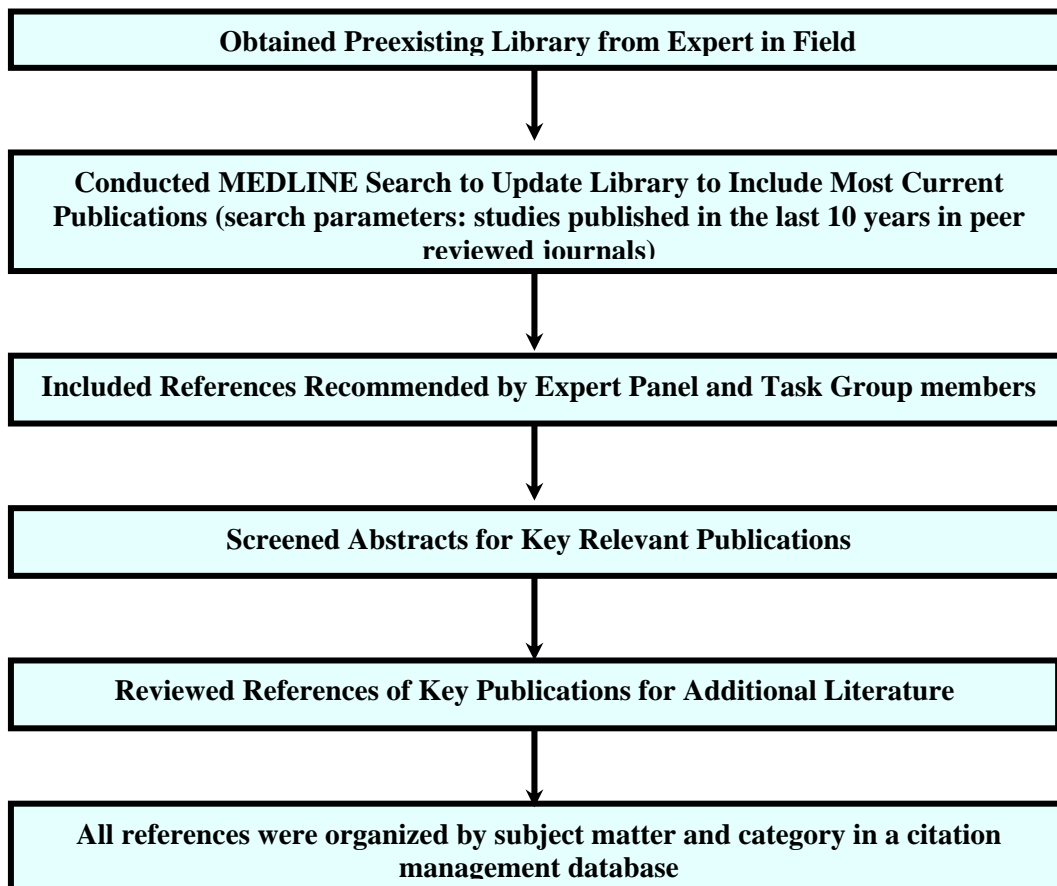 Obtained Preexisting Library from Expert in Field
Conducted MEDLINE Search to Update Library to Include Most Current
Publications (search parameters: studies published in the last 10 years in peer
reviewed journals)
Included References Recommended by Expert Panel and Task Group members
Screened Abstracts for Key Relevant Publications
Reviewed References of Key Publications for Additional Literature
All references were organized by subject matter and category in a citation
management database